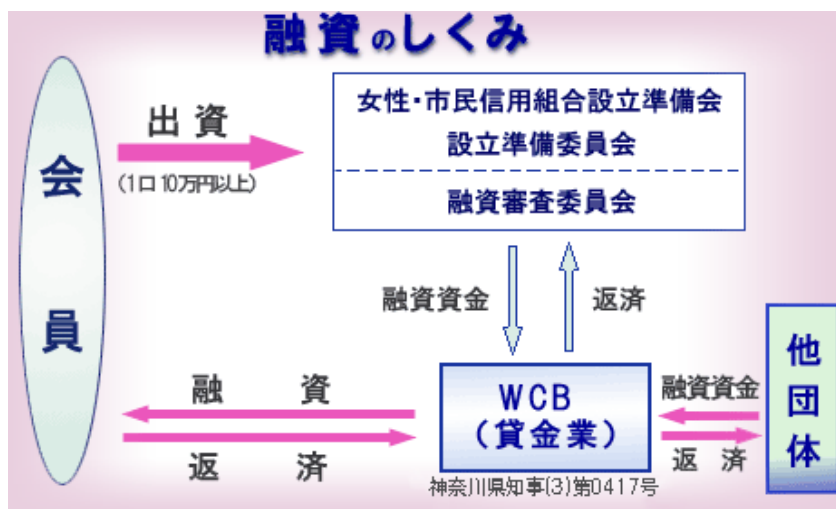 融資のしくみ
会員
出資
(1口10万円以上)
女性・市民信用組合設立準備会
設立準備委員会
融資審査委員会
融資資金
返済
融資
返済
WCB
(貸金業)
神奈川県知事(3)第0417号
融資資金
返済
他団体